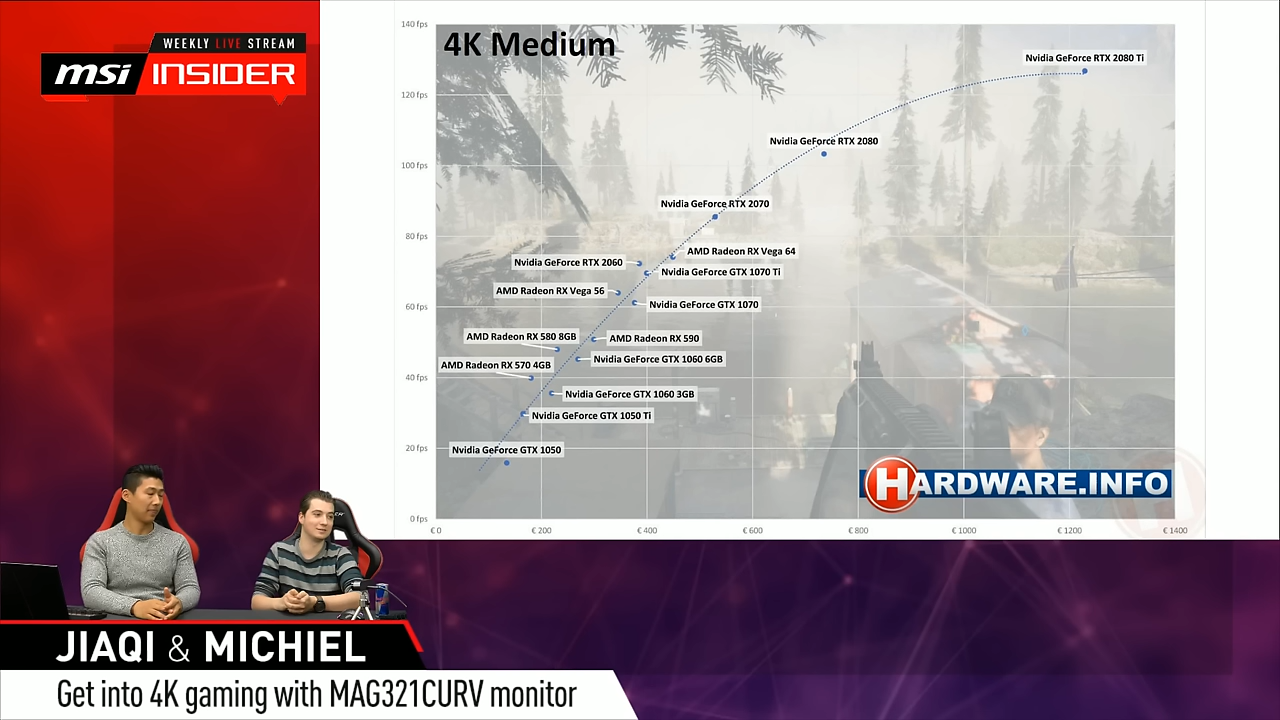 WEEKLY LIVE STREAM
msi INSIDER
4K Medium
140 fps
120 fps
100 fps
80 fps
60 fps
40 fps
20 fps
0 fps
Nvidia GeForce RTX 2080 Ti
Nvidia GeForce RTX 2080
Nvidia GeForce RTX 2070
AMD Radeon RX Vega 64
Nvidia GeForce RTX 2060
Nvidia GeForce GTX 1070 Ti
AMD Radeon RX Vega 56
Nvidia GeForce GTX 1070
AMD Radeon RX 580 8GB
AMD Radeon RX 590
Nvidia GeForce GTX 1060 6GB
AMD Radeon RX 570 4GB
Nvidia GeForce GTX 1060 3GB
Nvidia GeForce GTX 1050 Ti
Nvidia GeForce GTX 1050
HARDWARE.INFO
€ 0 € 200 € 400 € 600 € 800 € 1000 € 1200 € 1400
JIAQI & MICHIEL
Get into 4K gaming with MAG321CURV monitor